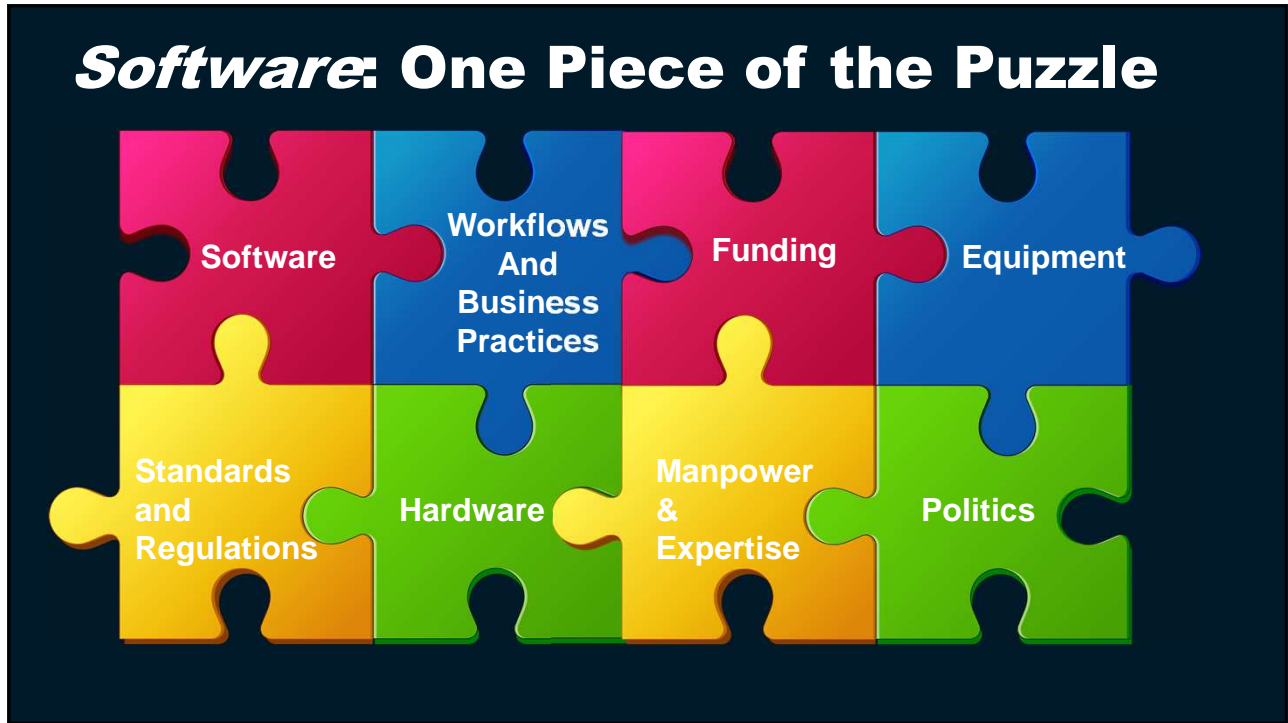 Software: One Piece of the Puzzle
Software
Workflows
And
Business
Practices
Funding
Equipment
Standards
and
Regulations
Hardware
Manpower
&
Expertise
Politics